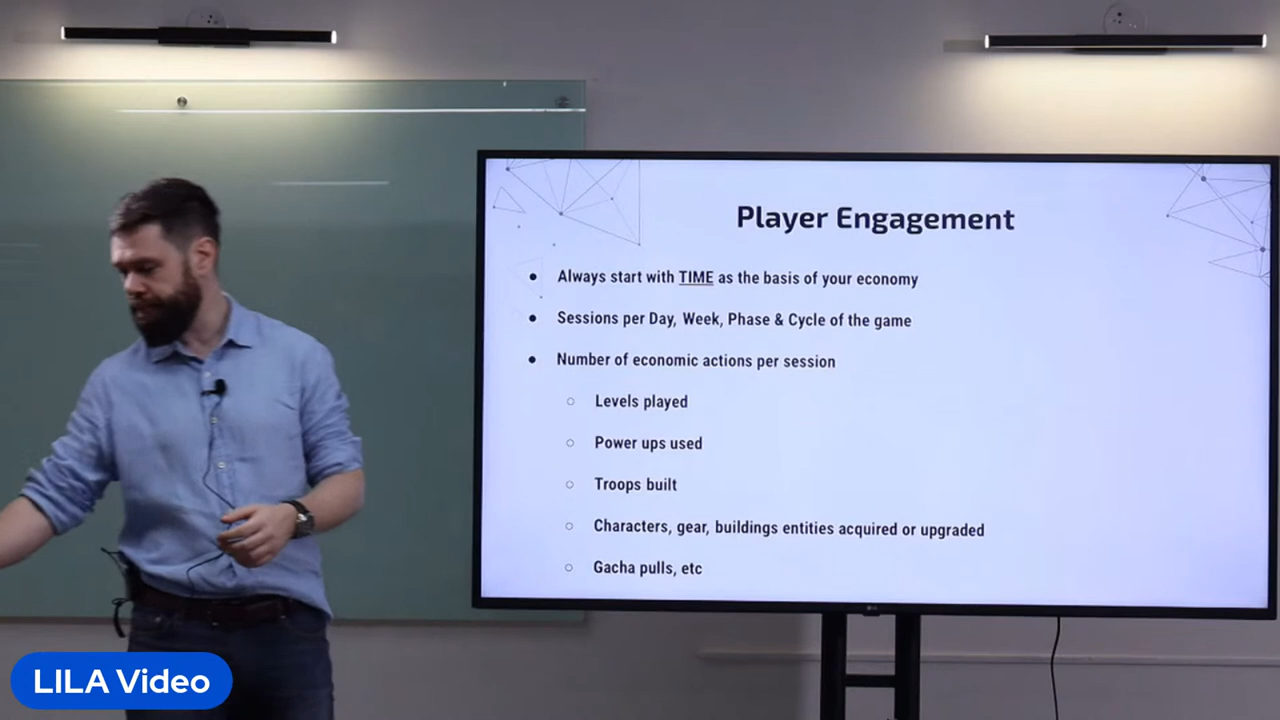 Player Engagement
Always start with TIME as the basis of your economy
Sessions per Day, Week, Phase & Cycle of the game
Number of economic actions per session
Levels played
Power ups used
Troops built
Characters, gear, buildings entities acquired or upgraded
Gacha pulls, etc
LILA Video